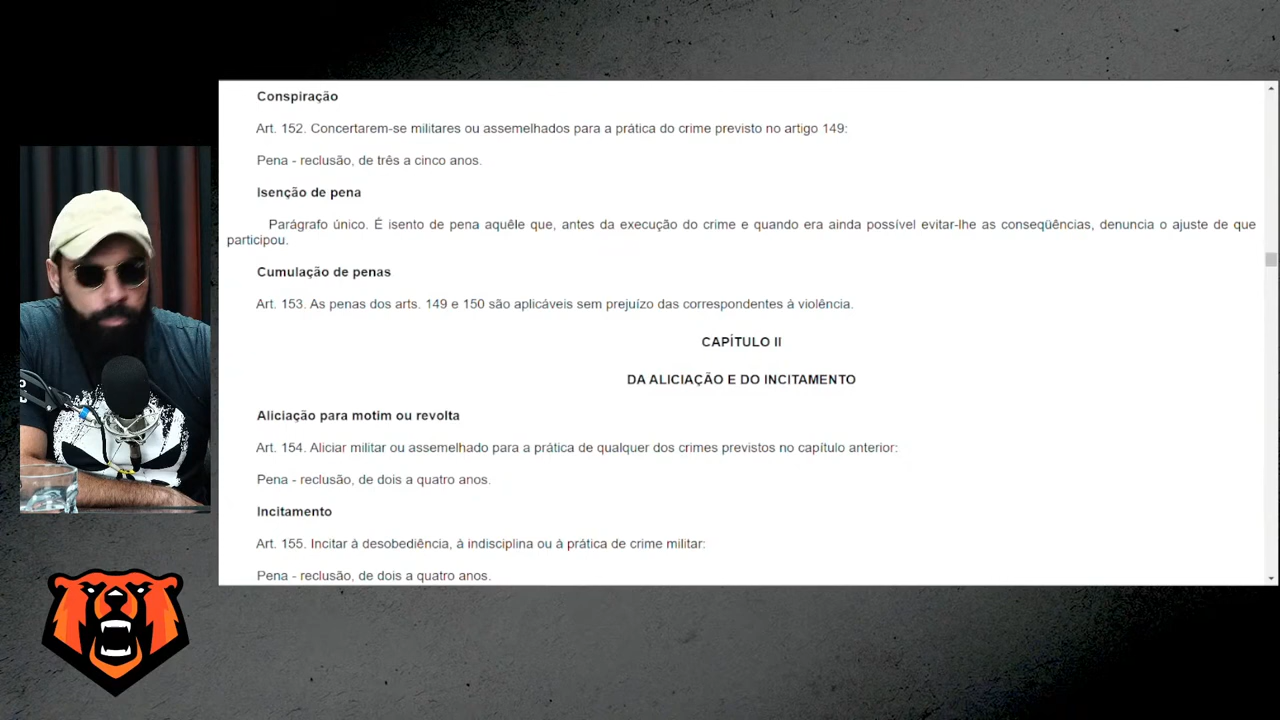 Conspiração
Art. 152. Concertarem-se militares ou assemelhados para a prática do crime previsto no artigo 149:
Pena - reclusão, de três a cinco anos.
Isenção de pena
Parágrafo único. É isento de pena aquêle que, antes da execução do crime e quando era ainda possível evitar-lhe as conseqüências, denuncia o ajuste de que
participou.
Cumulação de penas
Art. 153. As penas dos arts. 149 e 150 são aplicáveis sem prejuízo das correspondentes à violência.
CAPÍTULO II
DA ALICIAÇÃO E DO INCITAMENTO
Aliciação para motim ou revolta
Art. 154. Aliciar militar ou assemelhado para a prática de qualquer dos crimes previstos no capítulo anterior:
Pena - reclusão, de dois a quatro anos.
Incitamento
Art. 155. Incitar à desobediência, à indisciplina ou à prática de crime militar:
Pena - reclusão, de dois a quatro anos.